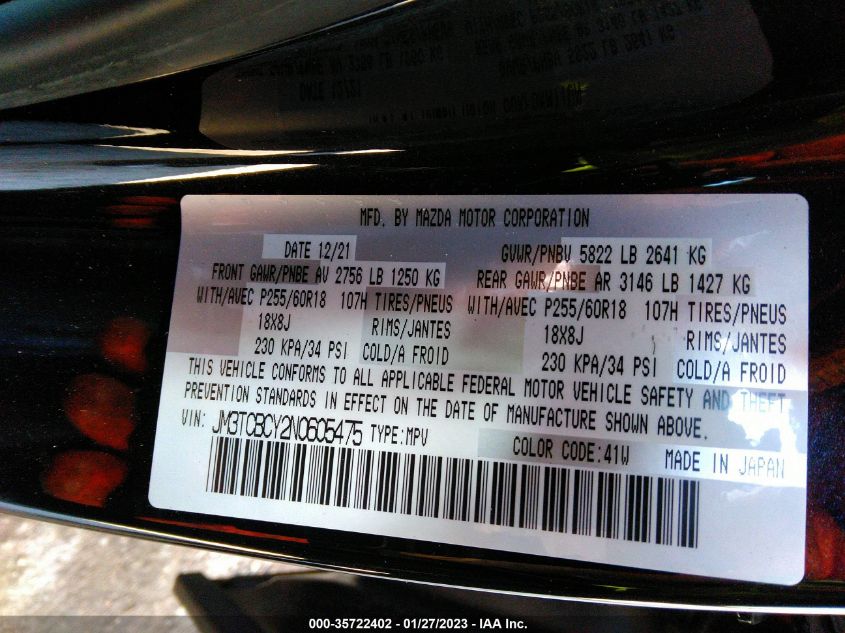 MFD. BY MAZDA MOTOR CORPORATION
DATE 12/21 GVWR/PNBV 5822 LB 2641 KG
FRONT GAWR/PNBE AV 2756 LB 1250 KG REAR GAWR/PNBE AR 3146 LB 1427 KG
WITH/AVEC P255/60R18 107H TIRES/PNEUS WITH/AVEC P255/60R18 107H TIRES/PNEUS
18X8J RIMS/JANTES 18X8J RIMS/JANTES
230 KPA/34 PSI COLD/A FROID 230 KPA/34 PSI COLD/A FROID
THIS VEHICLE CONFORMS TO ALL APPLICABLE FEDERAL MOTOR VEHICLE SAFETY AND THEFT
PREVENTION STANDARDS IN EFFECT ON THE DATE OF MANUFACTURE SHOWN ABOVE.
VIN: JM3TCBCY2N0605475 TYPE:MPV COLOR CODE:41W MADE IN JAPAN
000-35722402 - 01/27/2023 - IAA Inc.